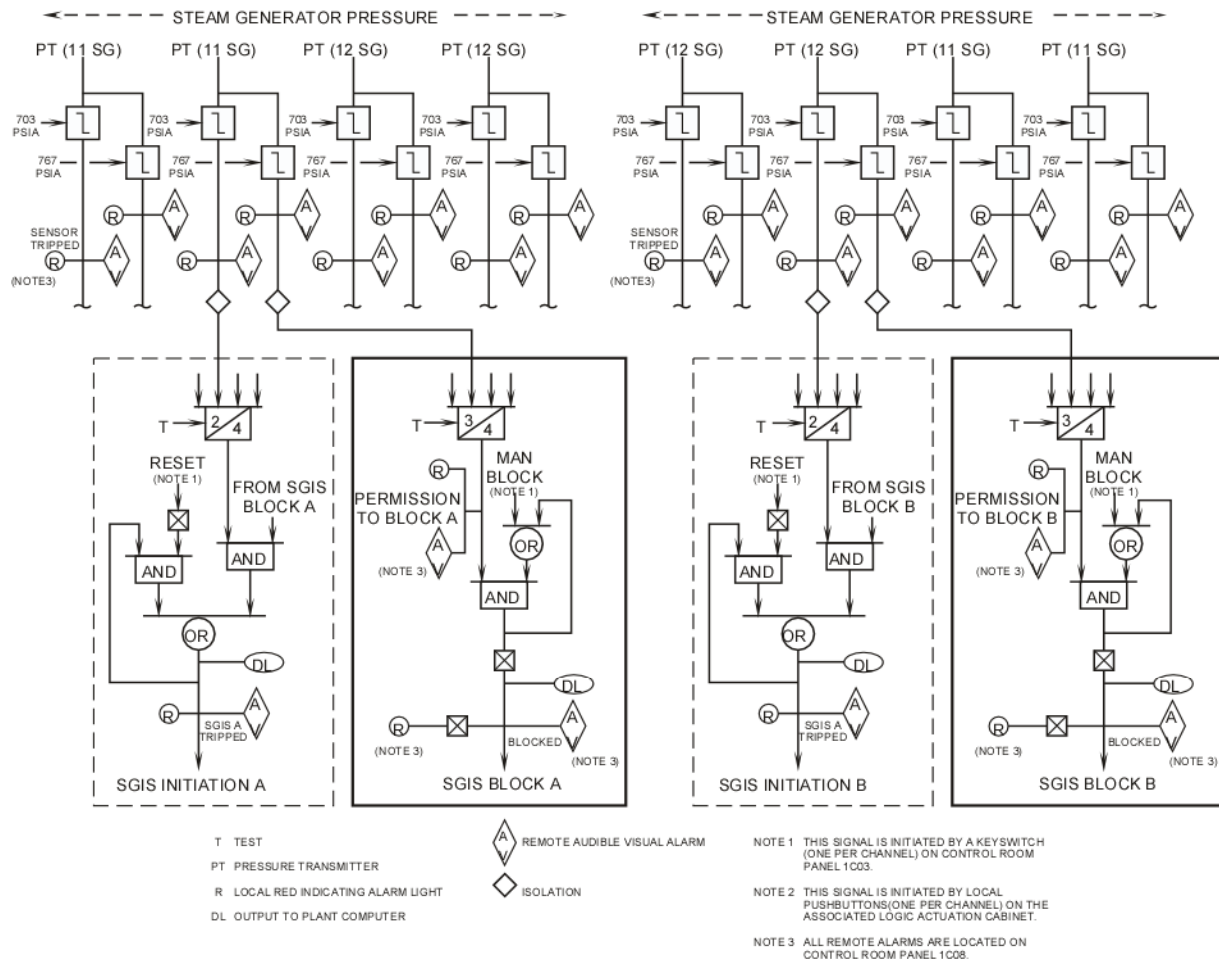 STEAM GENERATOR PRESSURE
STEAM GENERATOR PRESSURE
PT (11 SG) PT (11 SG) PT (12 SG) PT (12 SG)
PT (12 SG) PT (12 SG) PT (11 SG) PT (11 SG)
703 PSIA 703 PSIA 703 PSIA 703 PSIA
703 PSIA 703 PSIA 703 PSIA 703 PSIA
767 PSIA 767 PSIA 767 PSIA 767 PSIA
767 PSIA 767 PSIA 767 PSIA 767 PSIA
R A V R A V R A V R A V
R A V R A V R A V R A V
SENSOR
TRIPPED
(NOTE3)
R A V R A V R A V R A V
SENSOR
TRIPPED
(NOTE3)
R A V R A V R A V R A V
T 2/4
RESET
(NOTE 1)
FROM SGIS
BLOCK A
AND AND
OR
DL
R A V
SGIS A
TRIPPED
SGIS INITIATION A
T 3/4
R
MAN
BLOCK
(NOTE 1)
PERMISSION
TO BLOCK A
A V
(NOTE 3)
OR
AND
DL
R A V
(NOTE 3)
BLOCKED
(NOTE 3)
SGIS BLOCK A
T 2/4
RESET
(NOTE 1)
FROM SGIS
BLOCK B
AND AND
OR
DL
R A V
SGIS A
TRIPPED
SGIS INITIATION B
T 3/4
R
MAN
BLOCK
(NOTE 1)
PERMISSION
TO BLOCK B
A V
(NOTE 3)
OR
AND
DL
R A V
(NOTE 3)
BLOCKED
(NOTE 3)
SGIS BLOCK B
T TEST
PT PRESSURE TRANSMITTER
R LOCAL RED INDICATING ALARM LIGHT
DL OUTPUT TO PLANT COMPUTER
A V REMOTE AUDIBLE VISUAL ALARM
ISOLATION
NOTE 1 THIS SIGNAL IS INITIATED BY A KEYSWITCH
(ONE PER CHANNEL) ON CONTROL ROOM
PANEL 1C03.
NOTE 2 THIS SIGNAL IS INITIATED BY LOCAL
PUSHBUTTONS(ONE PER CHANNEL) ON THE
ASSOCIATED LOGIC ACTUATION CABINET.
NOTE 3 ALL REMOTE ALARMS ARE LOCATED ON
CONTROL ROOM PANEL 1C08.